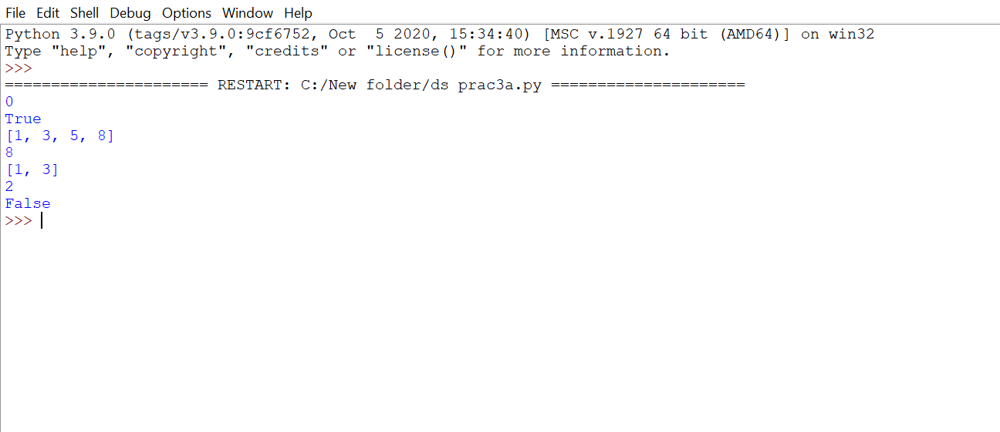 File Edit Shell Debug Options Window Help
Python 3.9.0 (tags/v3.9.0:9cf6752, Oct  5 2020, 15:34:40) [MSC v.1927 64 bit (AMD64)] on win32
Type "help", "copyright", "credits" or "license()" for more information.
>>>
====================== RESTART: C:/New folder/ds prac3a.py =====================
0
True
[1, 3, 5, 8]
8
[1, 3]
2
False
>>>